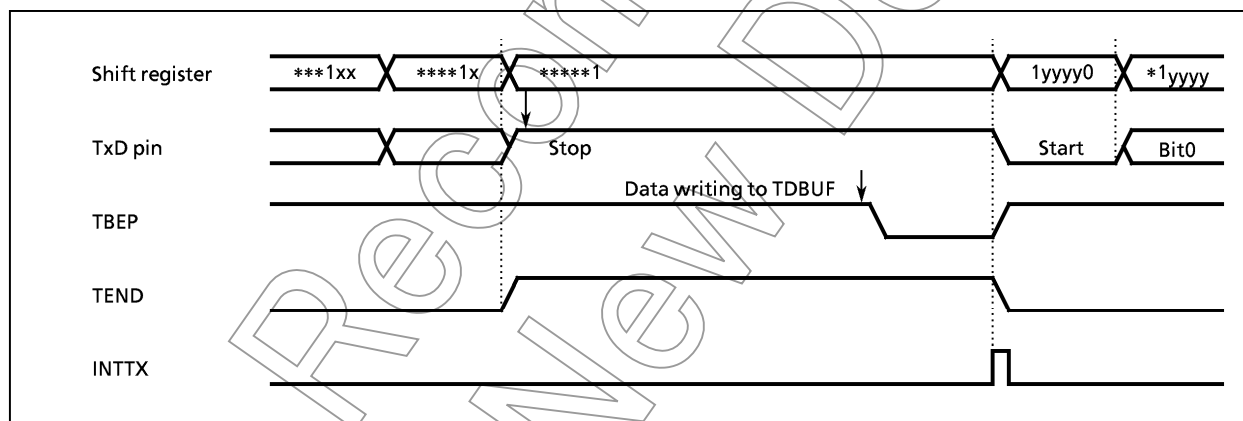 Shift register ***1xx ****1x *****1 1yyyy0 *1yyyy
TxD pin Stop Start Bit0
Data writing to TDBUF
TBEP
TEND
INTTX